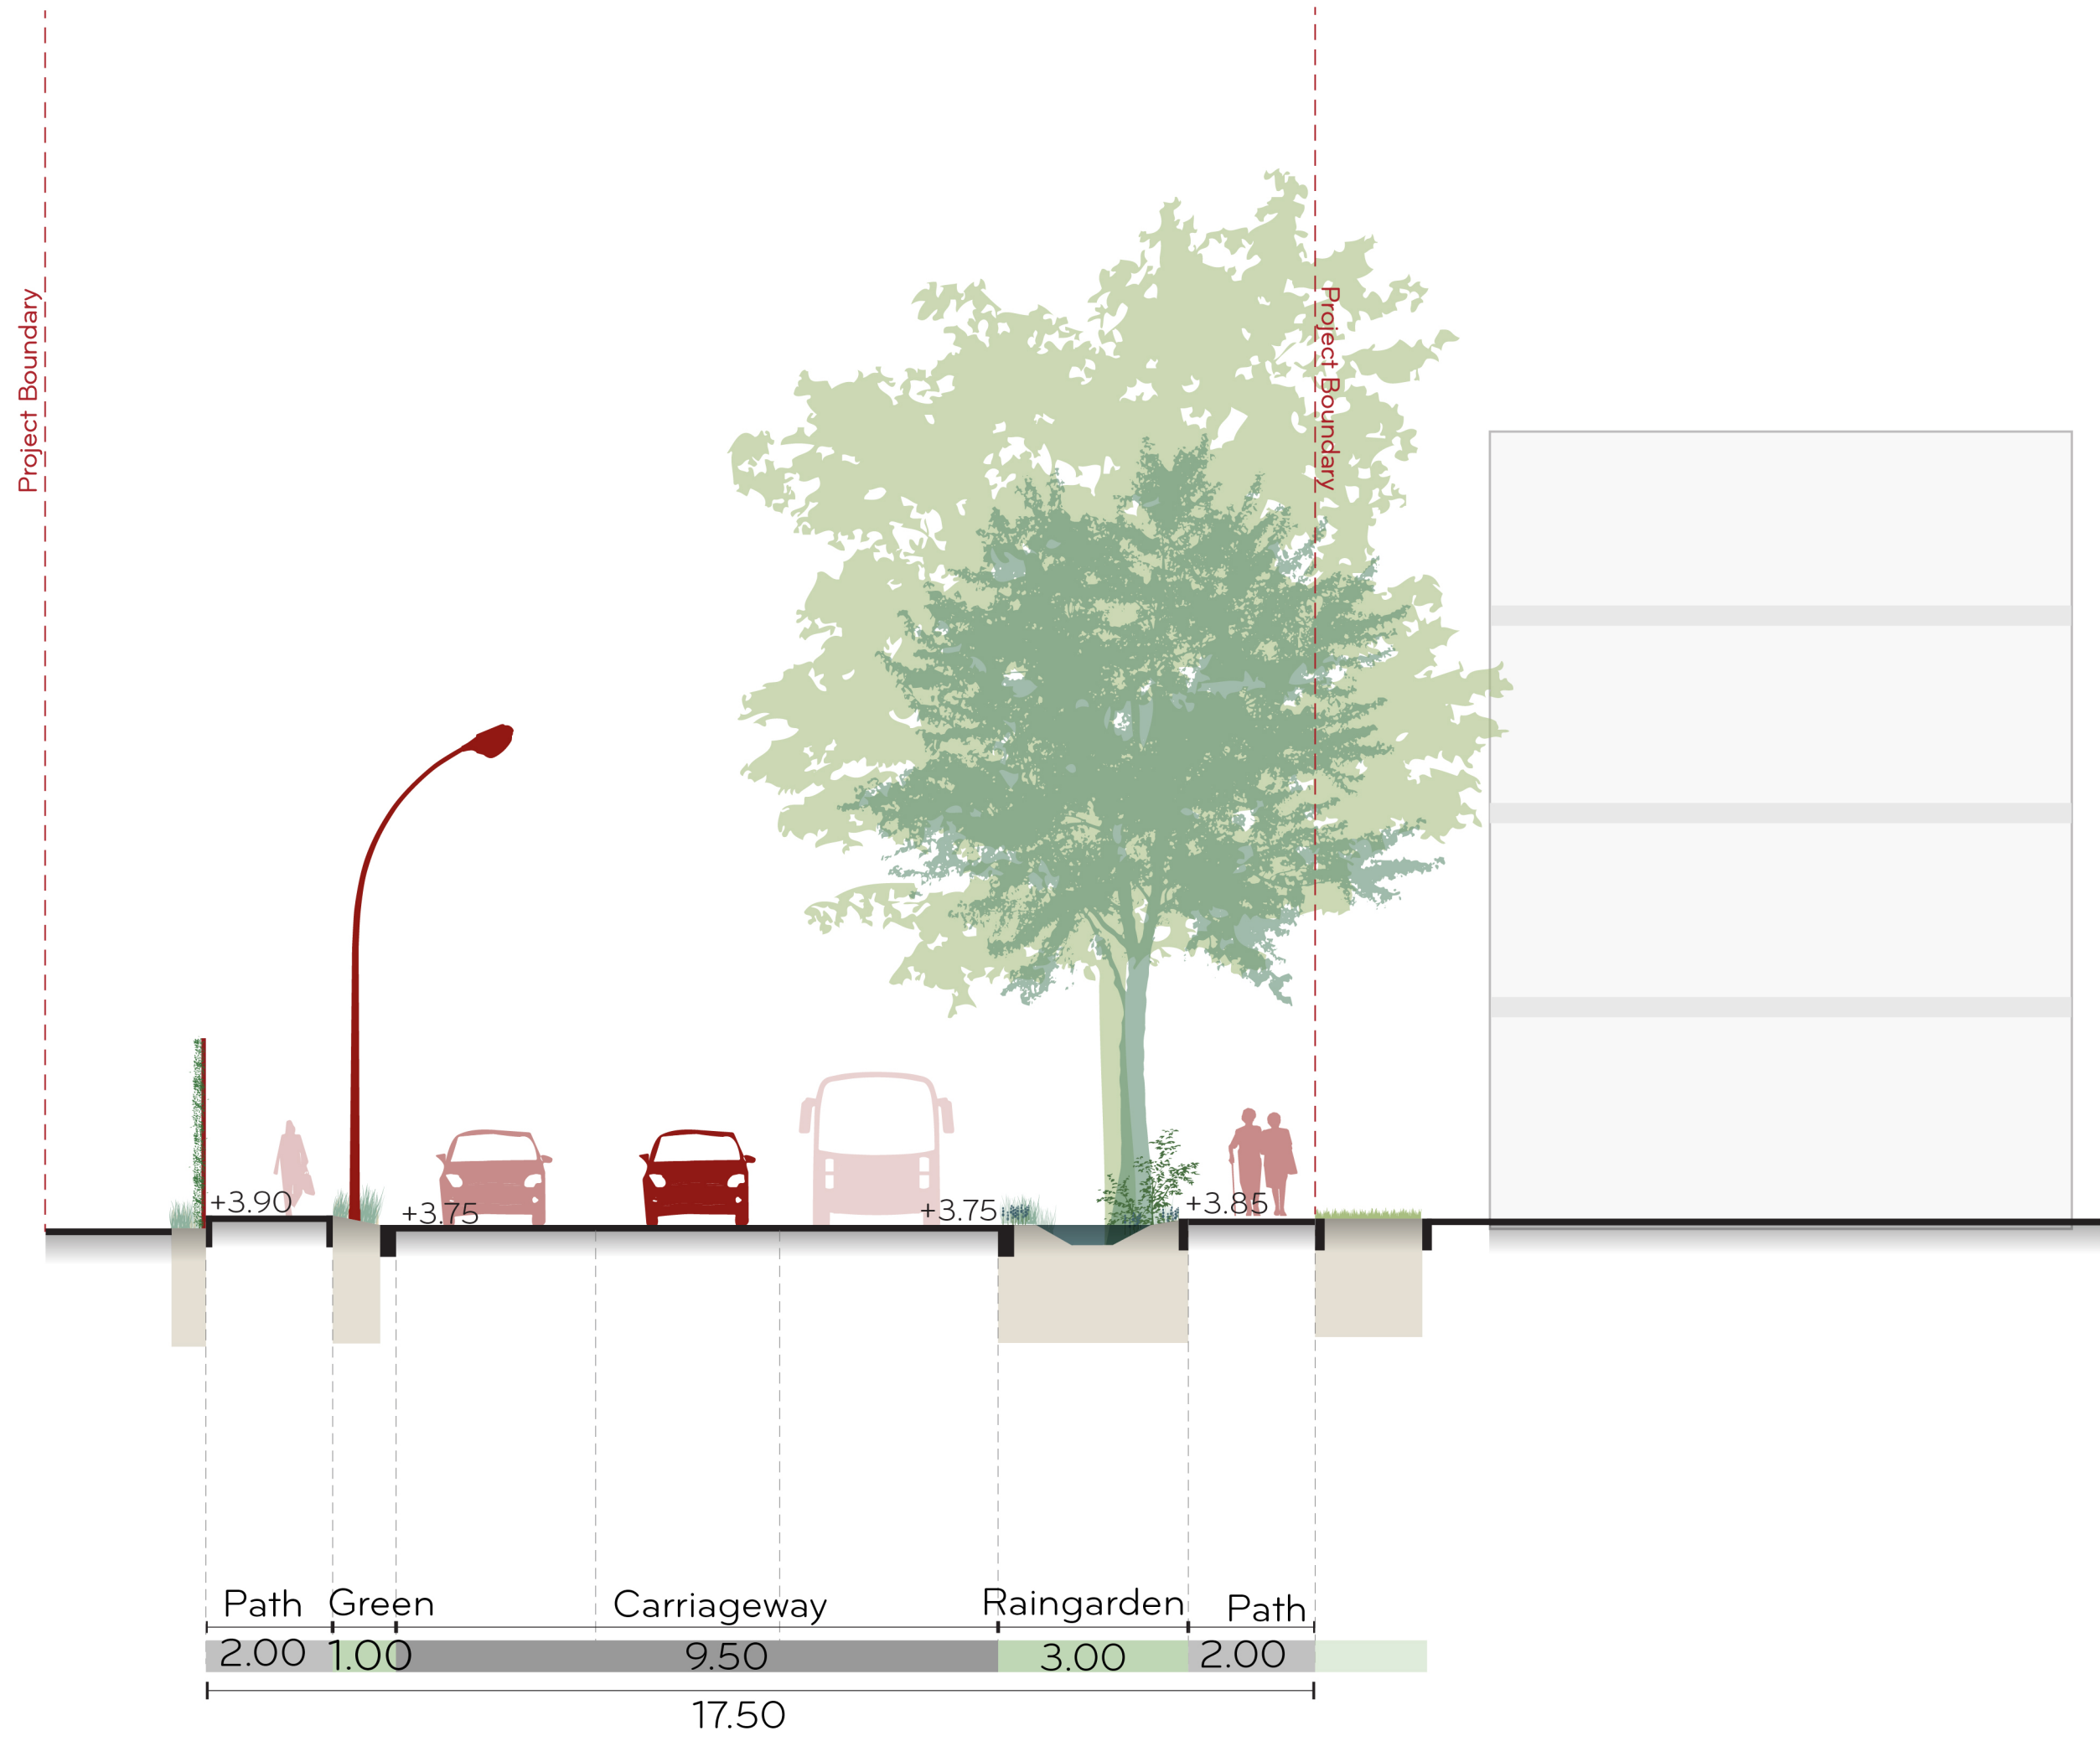 Project Boundary
Project Boundary
+3.90
+3.75
+3.75
+3.85
Path
Green
Carriageway
Raingarden
Path
2.00
1.00
9.50
3.00
2.00
17.50